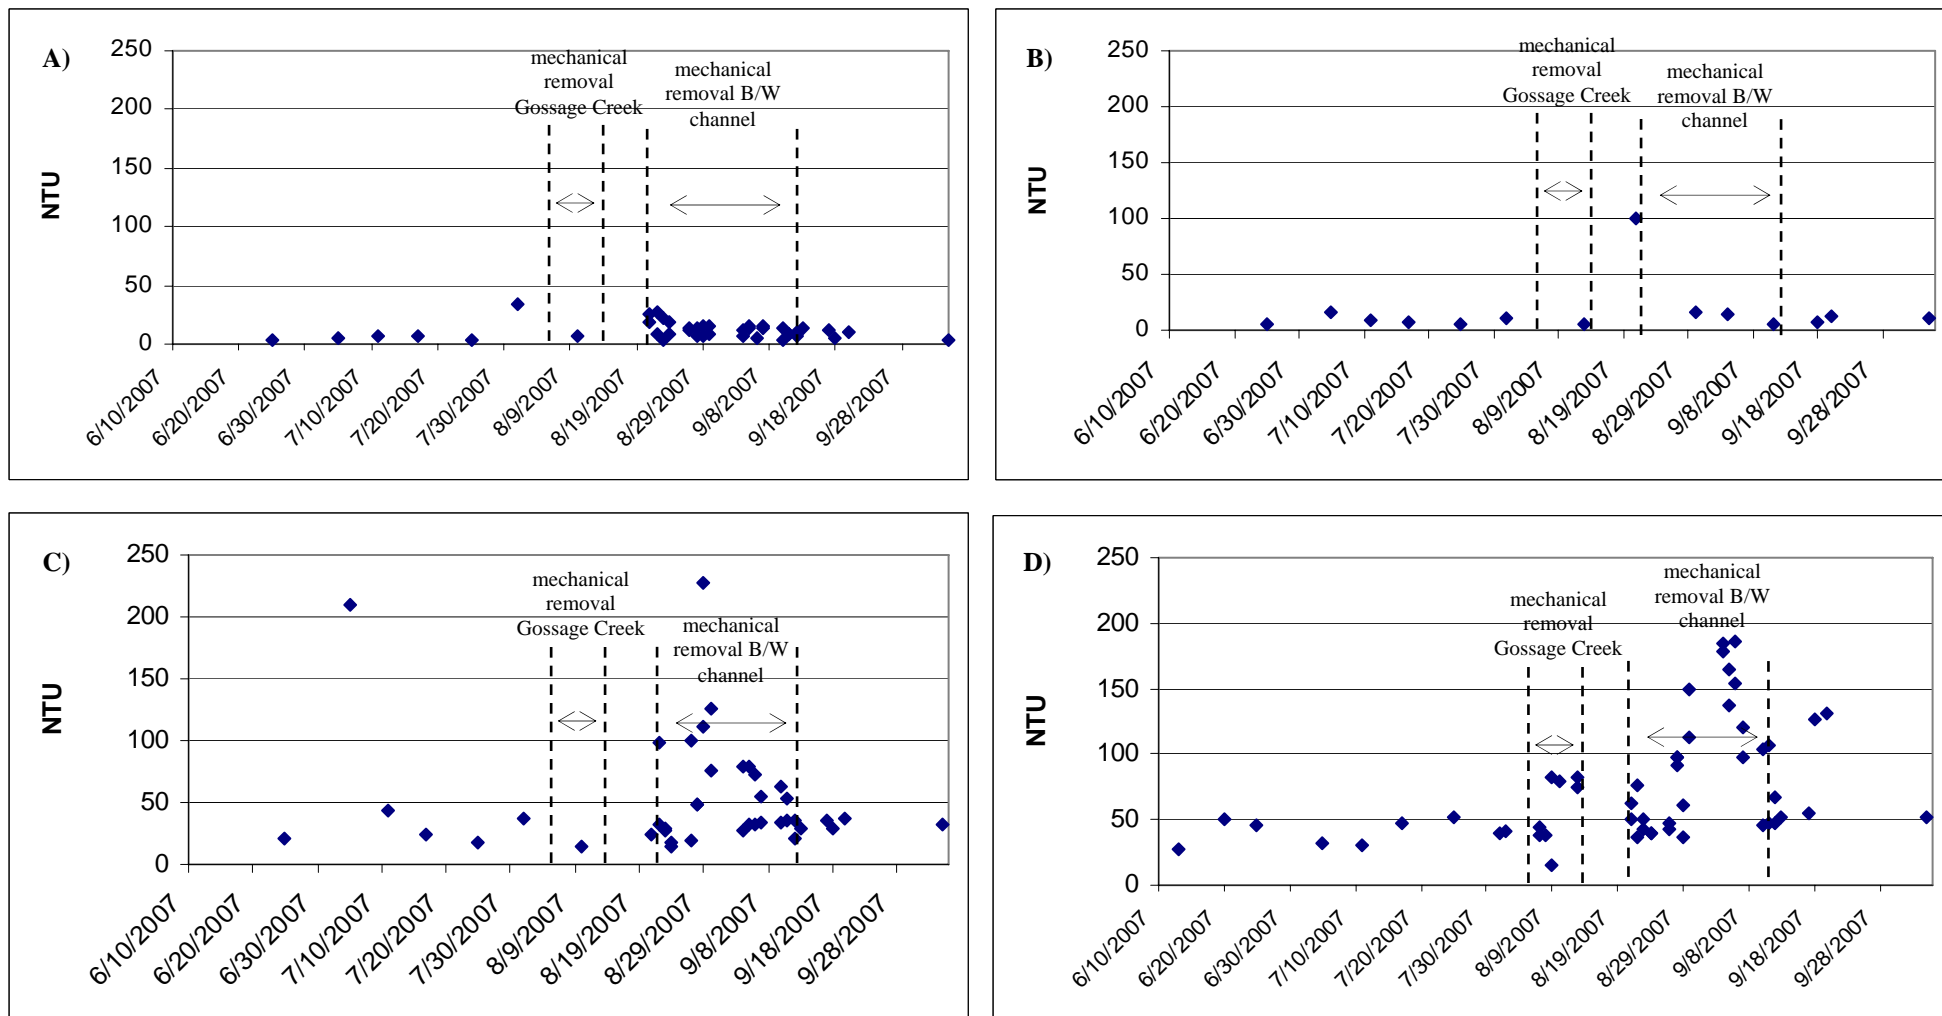 A)
NTU
250
200
150
100
50
0
mechanical
removal
Gossage Creek
mechanical
removal B/W
channel
6/10/2007
6/20/2007
6/30/2007
7/10/2007
7/20/2007
7/30/2007
8/9/2007
8/19/2007
8/29/2007
9/8/2007
9/18/2007
9/28/2007
B)
NTU
250
200
150
100
50
0
mechanical
removal
Gossage Creek
mechanical
removal B/W
channel
6/10/2007
6/20/2007
6/30/2007
7/10/2007
7/20/2007
7/30/2007
8/9/2007
8/19/2007
8/29/2007
9/8/2007
9/18/2007
9/28/2007
C)
NTU
250
200
150
100
50
0
mechanical
removal
Gossage Creek
mechanical
removal B/W
channel
6/10/2007
6/20/2007
6/30/2007
7/10/2007
7/20/2007
7/30/2007
8/9/2007
8/19/2007
8/29/2007
9/8/2007
9/18/2007
9/28/2007
D)
NTU
250
200
150
100
50
0
mechanical
removal
Gossage Creek
mechanical
removal B/W
channel
6/10/2007
6/20/2007
6/30/2007
7/10/2007
7/20/2007
7/30/2007
8/9/2007
8/19/2007
8/29/2007
9/8/2007
9/18/2007
9/28/2007